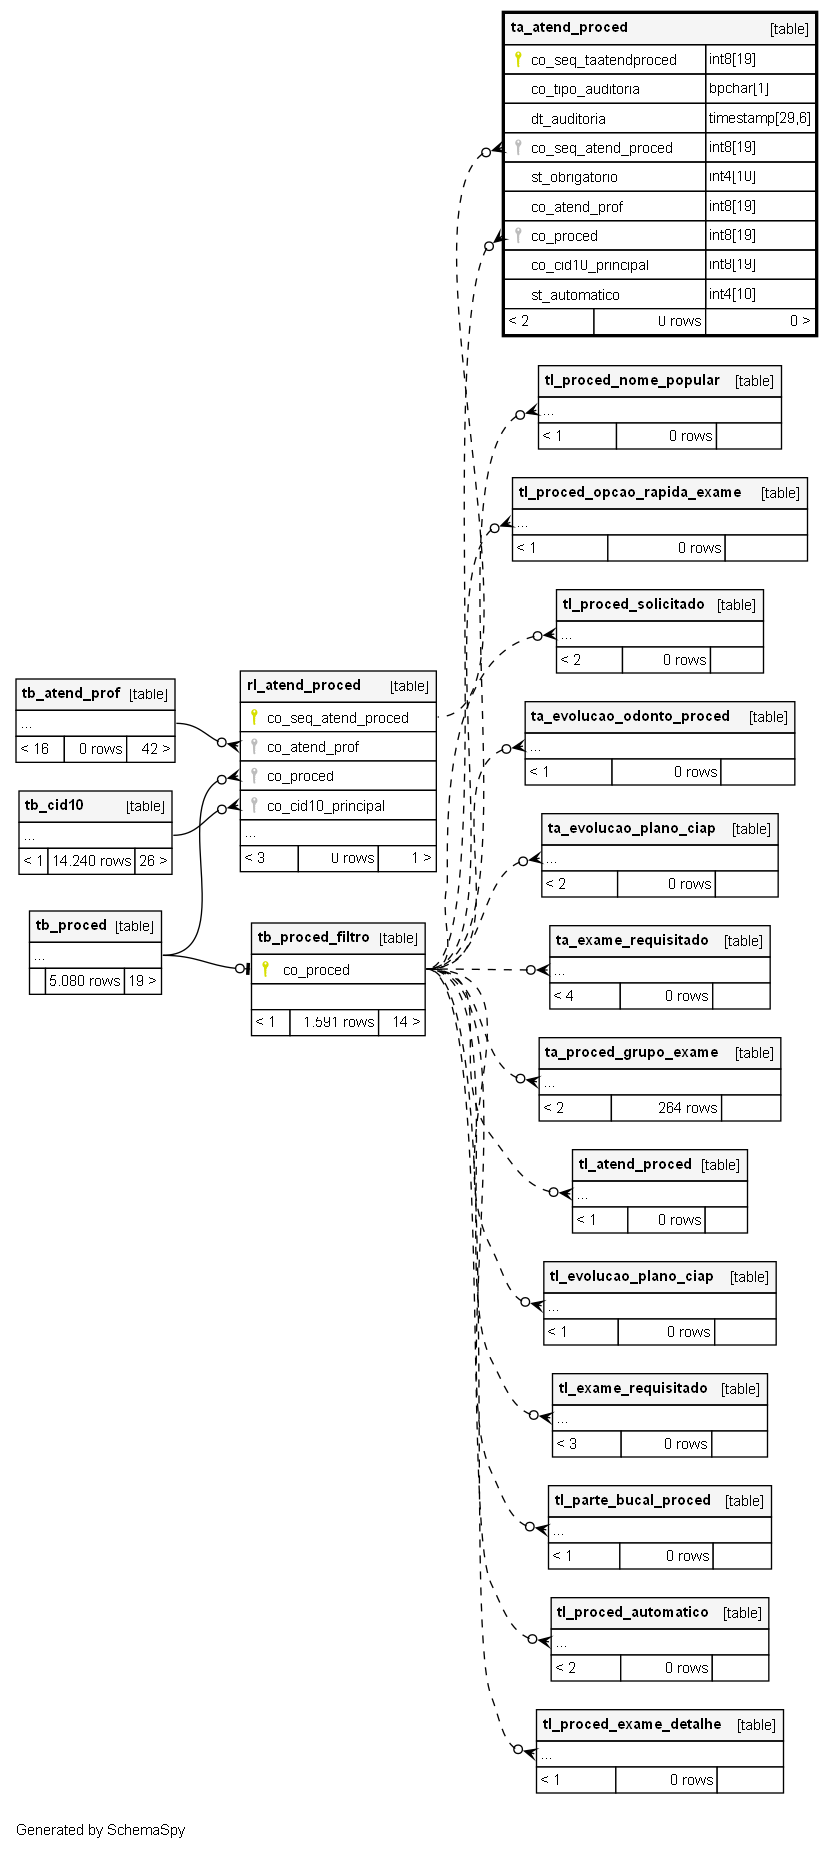 ta_atend_proced [table]
co_seq_taatendproced int8[19]
co_tipo_auditoria bpchar[1]
dt_auditoria timestamp[29,6]
co_seq_atend_proced int8[19]
st_obrigatorio int4[10]
co_atend_prof int8[19]
co_proced int8[19]
co_cid10_principal int8[19]
st_automatico int4[10]
< 2 0 rows 0 >
tl_proced_nome_popular [table]
...
< 1 0 rows
tl_proced_opcao_rapida_exame [table]
...
< 1 0 rows
tl_proced_solicitado [table]
...
< 2 0 rows
tb_atend_prof [table]
...
< 16 0 rows 42 >
tb_cid10 [table]
...
< 1 14.240 rows 26 >
tb_proced [table]
...
5.080 rows 19 >
rl_atend_proced [table]
co_seq_atend_proced
co_atend_prof
co_proced
co_cid10_principal
...
< 3 0 rows 1 >
tb_proced_filtro [table]
co_proced
< 1 1.591 rows 14 >
ta_evolucao_odonto_proced [table]
...
< 1 0 rows
ta_evolucao_plano_ciap [table]
...
< 2 0 rows
ta_exame_requisitado [table]
...
< 4 0 rows
ta_proced_grupo_exame [table]
...
< 2 264 rows
tl_atend_proced [table]
...
< 1 0 rows
tl_evolucao_plano_ciap [table]
...
< 1 0 rows
tl_exame_requisitado [table]
...
< 3 0 rows
tl_parte_bucal_proced [table]
...
< 1 0 rows
tl_proced_automatico [table]
...
< 2 0 rows
tl_proced_exame_detalhe [table]
...
< 1 0 rows
Generated by SchemaSpy